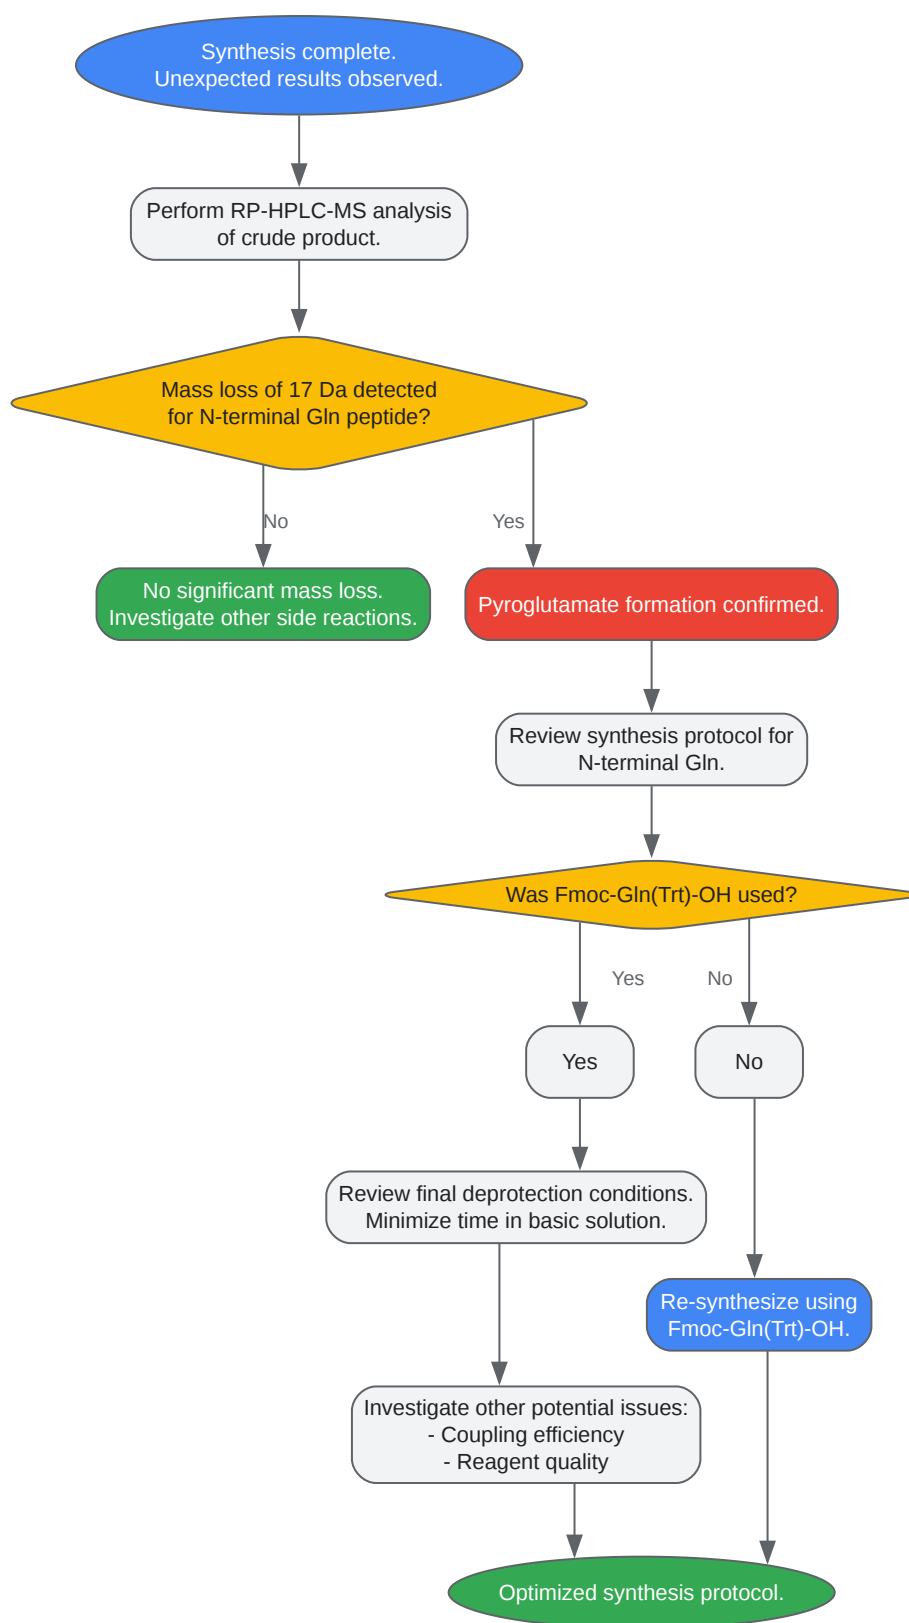 Synthesis complete.
Unexpected results observed.
Perform RP-HPLC-MS analysis
of crude product.
Mass loss of 17 Da detected
for N-terminal Gln peptide?
No
Yes
No significant mass loss.
Investigate other side reactions.
Pyroglutamate formation confirmed.
Review synthesis protocol for
N-terminal Gln.
Was Fmoc-Gln(Trt)-OH used?
Yes
No
Yes
No
Review final deprotection conditions.
Minimize time in basic solution.
Re-synthesize using
Fmoc-Gln(Trt)-OH.
Investigate other potential issues:
- Coupling efficiency
- Reagent quality
Optimized synthesis protocol.